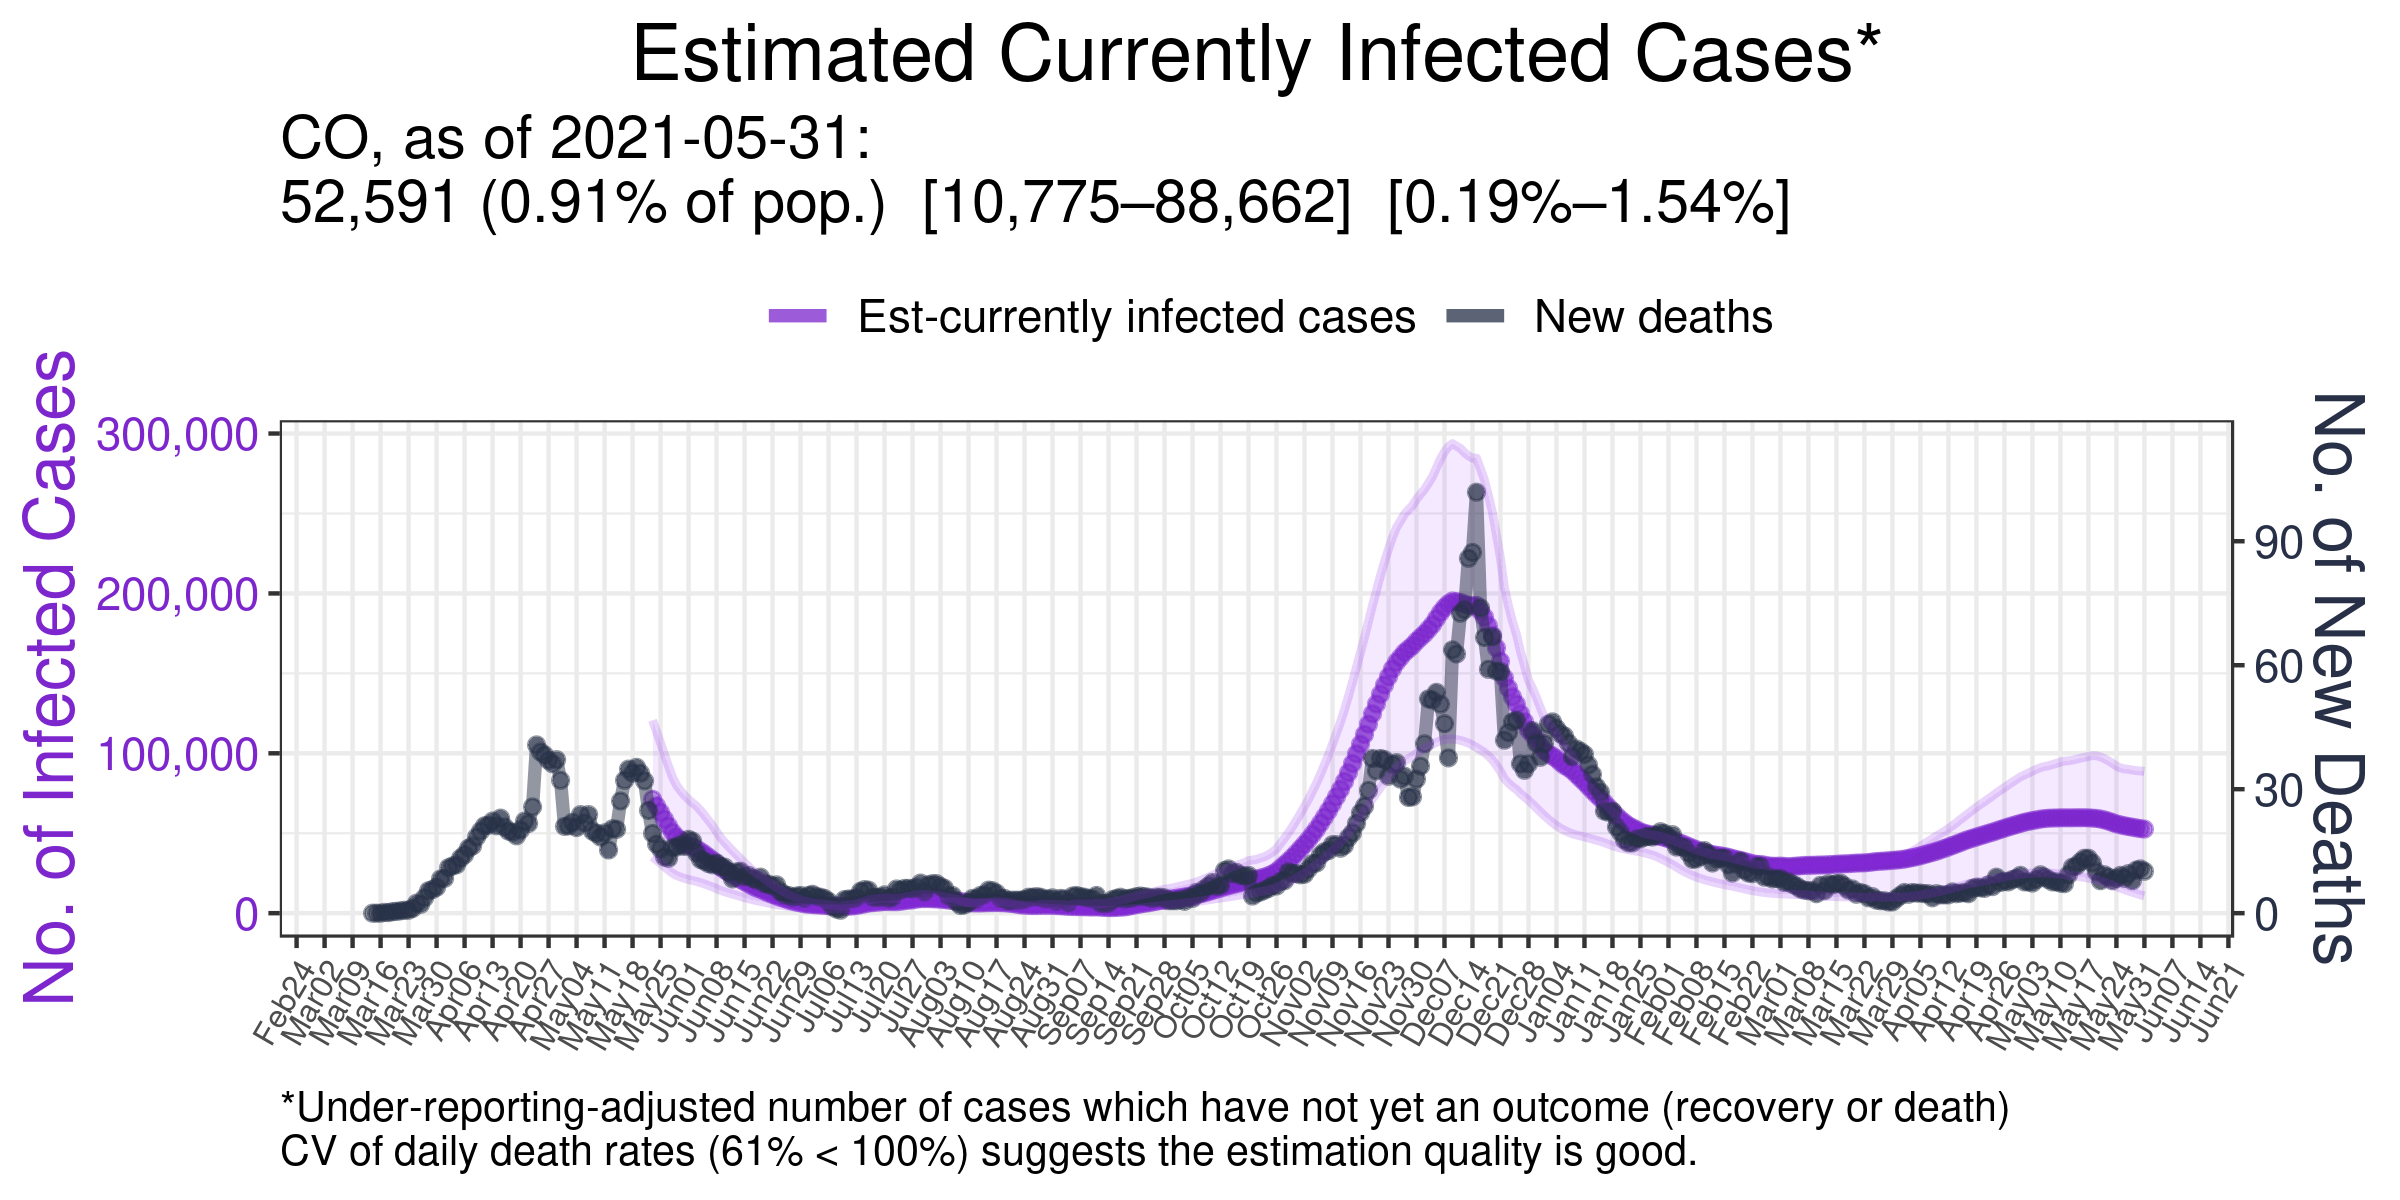 Estimated Currently Infected Cases*
CO, as of 2021-05-31:
52,591 (0.91% of pop.) [10,775–88,662] [0.19%–1.54%]
Est-currently infected cases
New deaths
No. of Infected Cases
300,000
200,000
100,000
0
No. of New Deaths
90
60
30
0
Feb24
Mar02
Mar09
Mar16
Mar23
Mar30
Apr06
Apr13
Apr20
Apr27
May04
May11
May18
May25
Jun01
Jun08
Jun15
Jun22
Jun29
Jul06
Jul13
Jul20
Jul27
Aug03
Aug10
Aug17
Aug24
Aug31
Sep07
Sep14
Sep21
Sep28
Oct05
Oct12
Oct19
Oct26
Nov02
Nov09
Nov16
Nov23
Nov30
Dec07
Dec14
Dec21
Dec28
Jan04
Jan11
Jan18
Jan25
Feb01
Feb08
Feb15
Feb22
Mar01
Mar08
Mar15
Mar22
Mar29
Apr05
Apr12
Apr19
Apr26
May03
May10
May17
May24
May31
Jun07
Jun14
Jun21
*Under-reporting-adjusted number of cases which have not yet an outcome (recovery or death)
CV of daily death rates (61% < 100%) suggests the estimation quality is good.